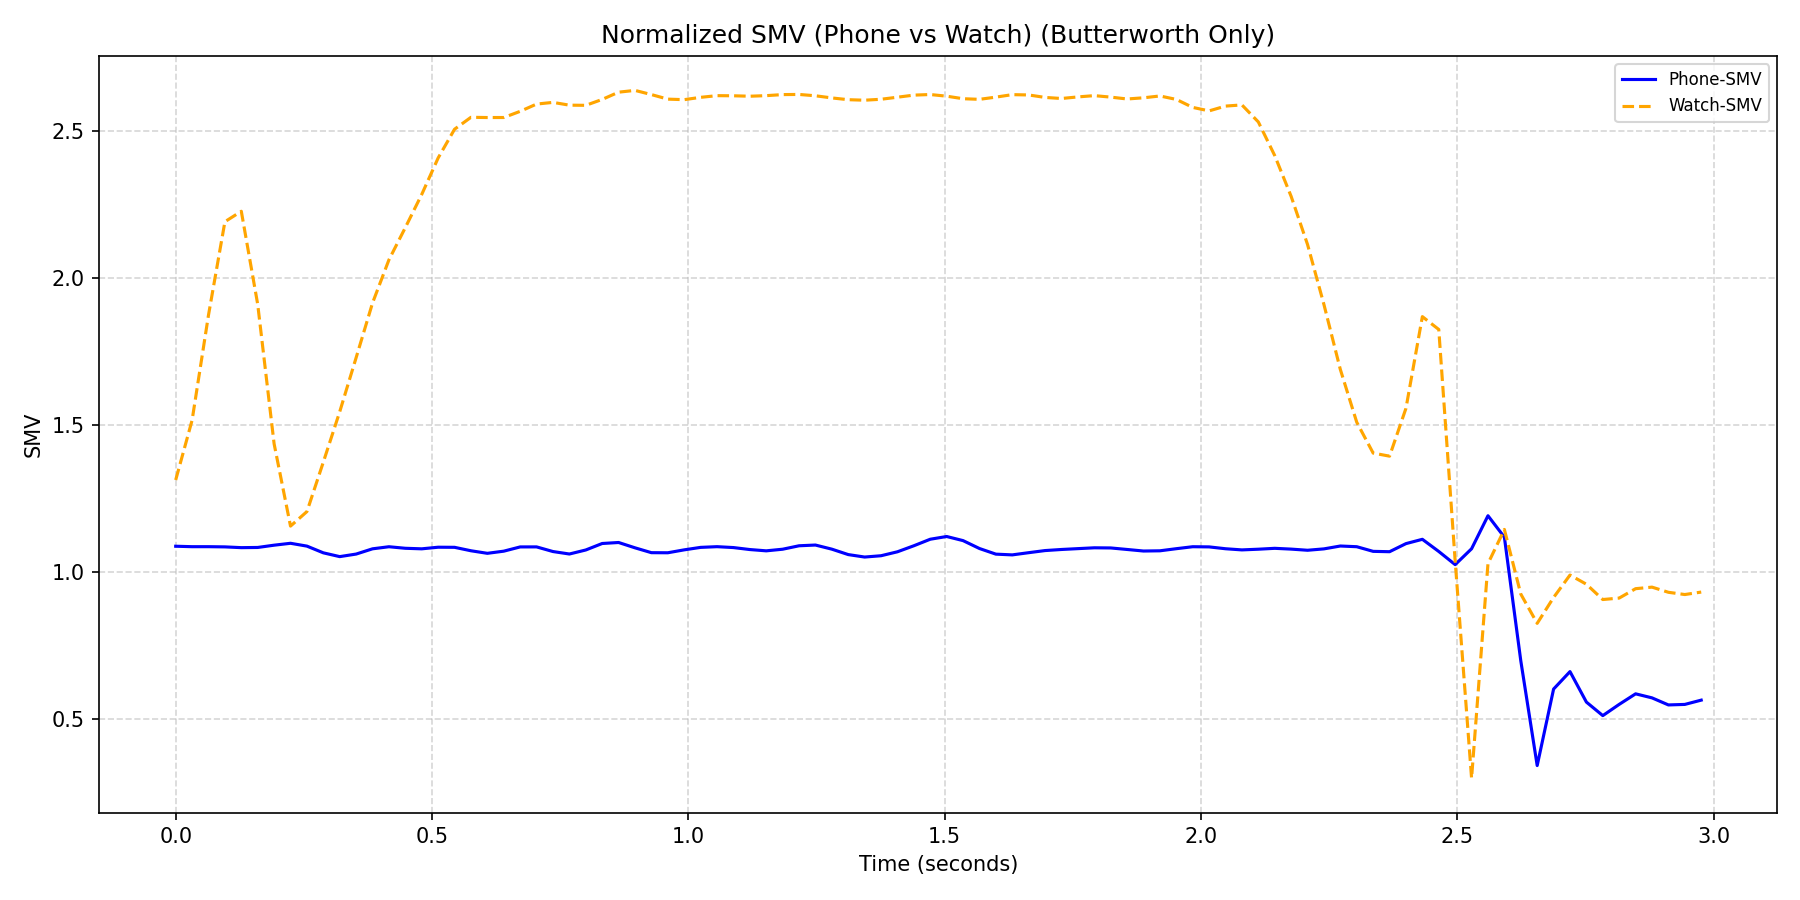 Normalized SMV (Phone vs Watch) (Butterworth Only)
Phone-SMV
Watch-SMV
SMV
2.5
2.0
1.5
1.0
0.5
0.0 0.5 1.0 1.5 2.0 2.5 3.0
Time (seconds)